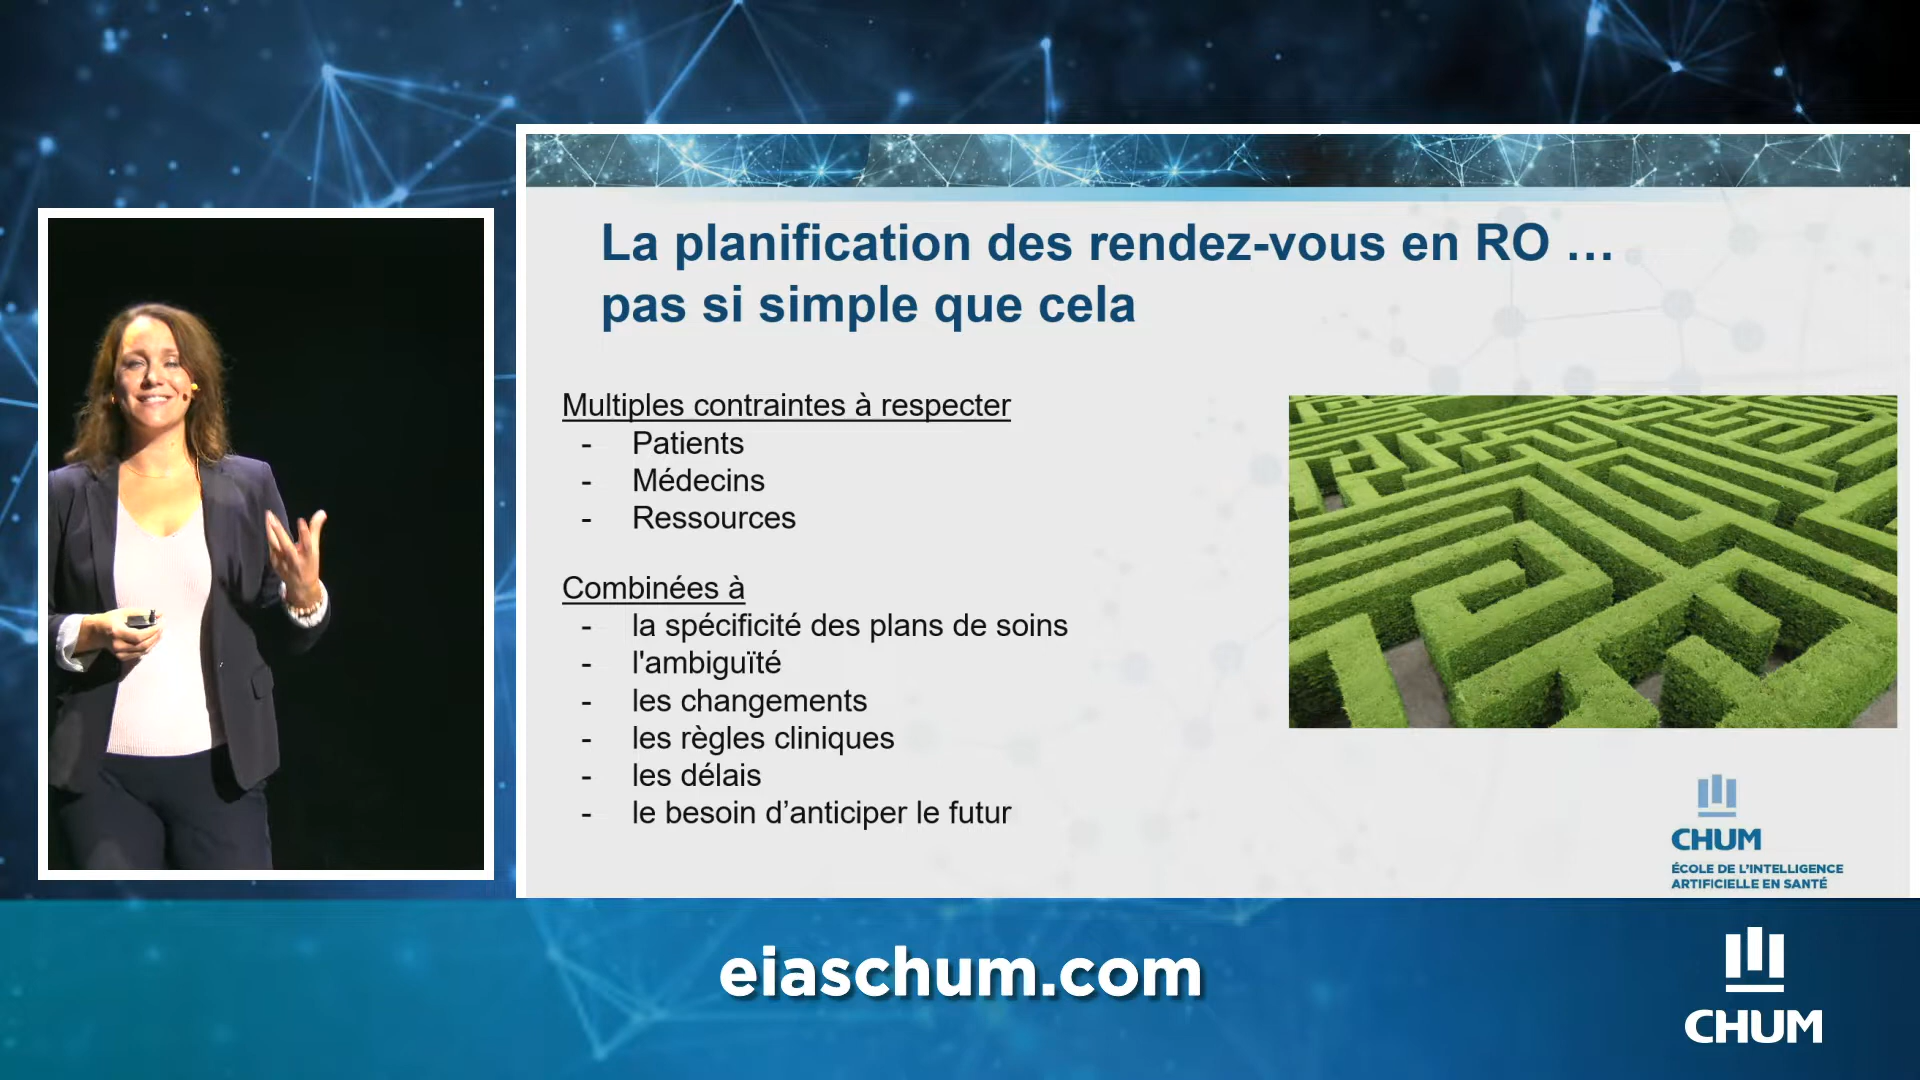 La planification des rendez-vous en RO …
pas si simple que cela
Multiples contraintes à respecter
- Patients
- Médecins
- Ressources
Combinées à
- la spécificité des plans de soins
- l'ambiguïté
- les changements
- les règles cliniques
- les délais
- le besoin d’anticiper le futur
CHUM
ÉCOLE DE L’INTELLIGENCE
ARTIFICIELLE EN SANTÉ
eiaschum.com
CHUM